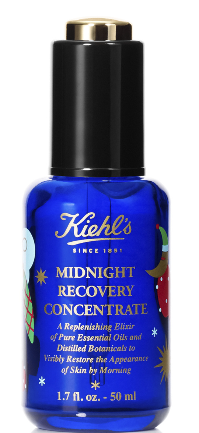 Kiehl's
SINCE 1851
MIDNIGHT
RECOVERY
CONCENTRATE
A Replenishing Elixir
of Pure Essential Oils and
Distilled Botanicals to
Visibly Restore the Appearance
of Skin by Morning
1.7 fl. oz. - 50 ml